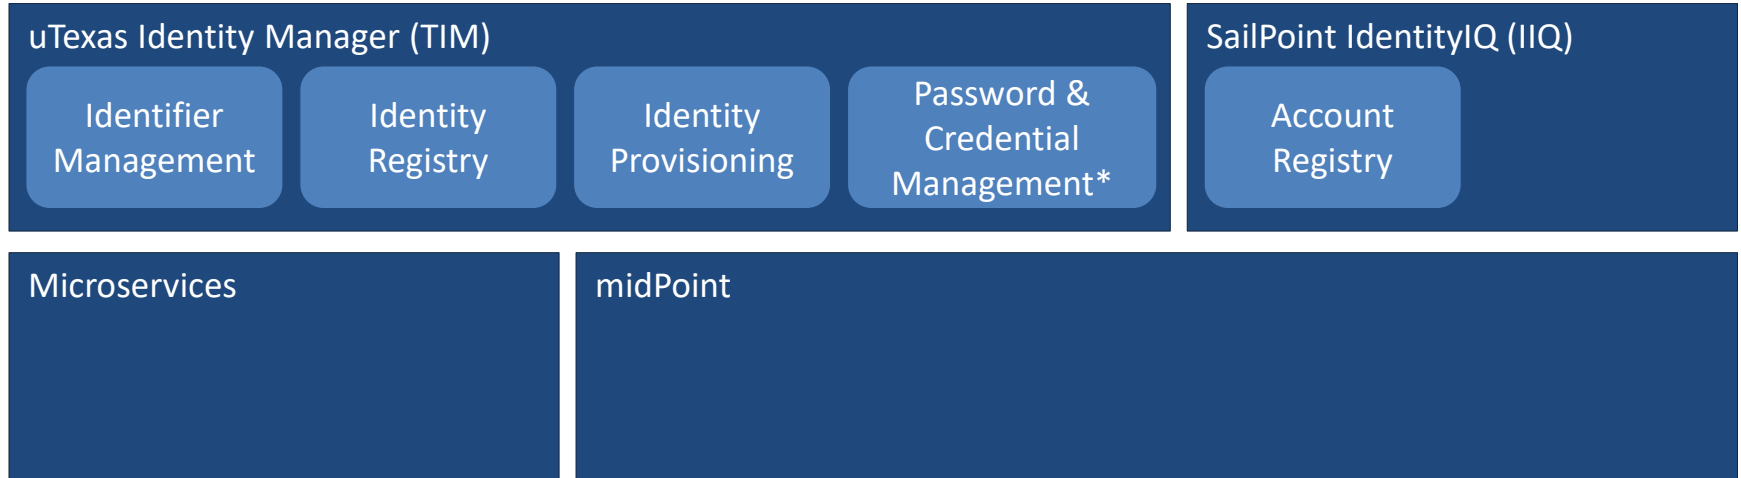 uTexas Identity Manager (TIM)
Identifier
Management
Identity
Registry
Identity
Provisioning
Password &
Credential
Management*
SailPoint IdentityIQ (IIQ)
Account
Registry
Microservices
midPoint